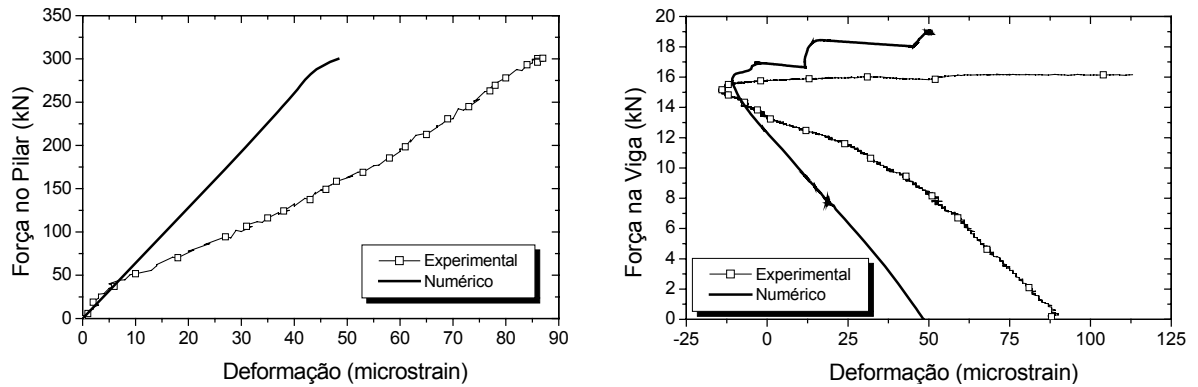 350
300
250
200
150
100
50
0
0 10 20 30 40 50 60 70 80 90
Força no Pilar (kN)
Deformação (microstrain)
Experimental
Numérico
20
18
16
14
12
10
8
6
4
2
0
-25 0 25 50 75 100 125
Força na Viga (kN)
Deformação (microstrain)
Experimental
Numérico